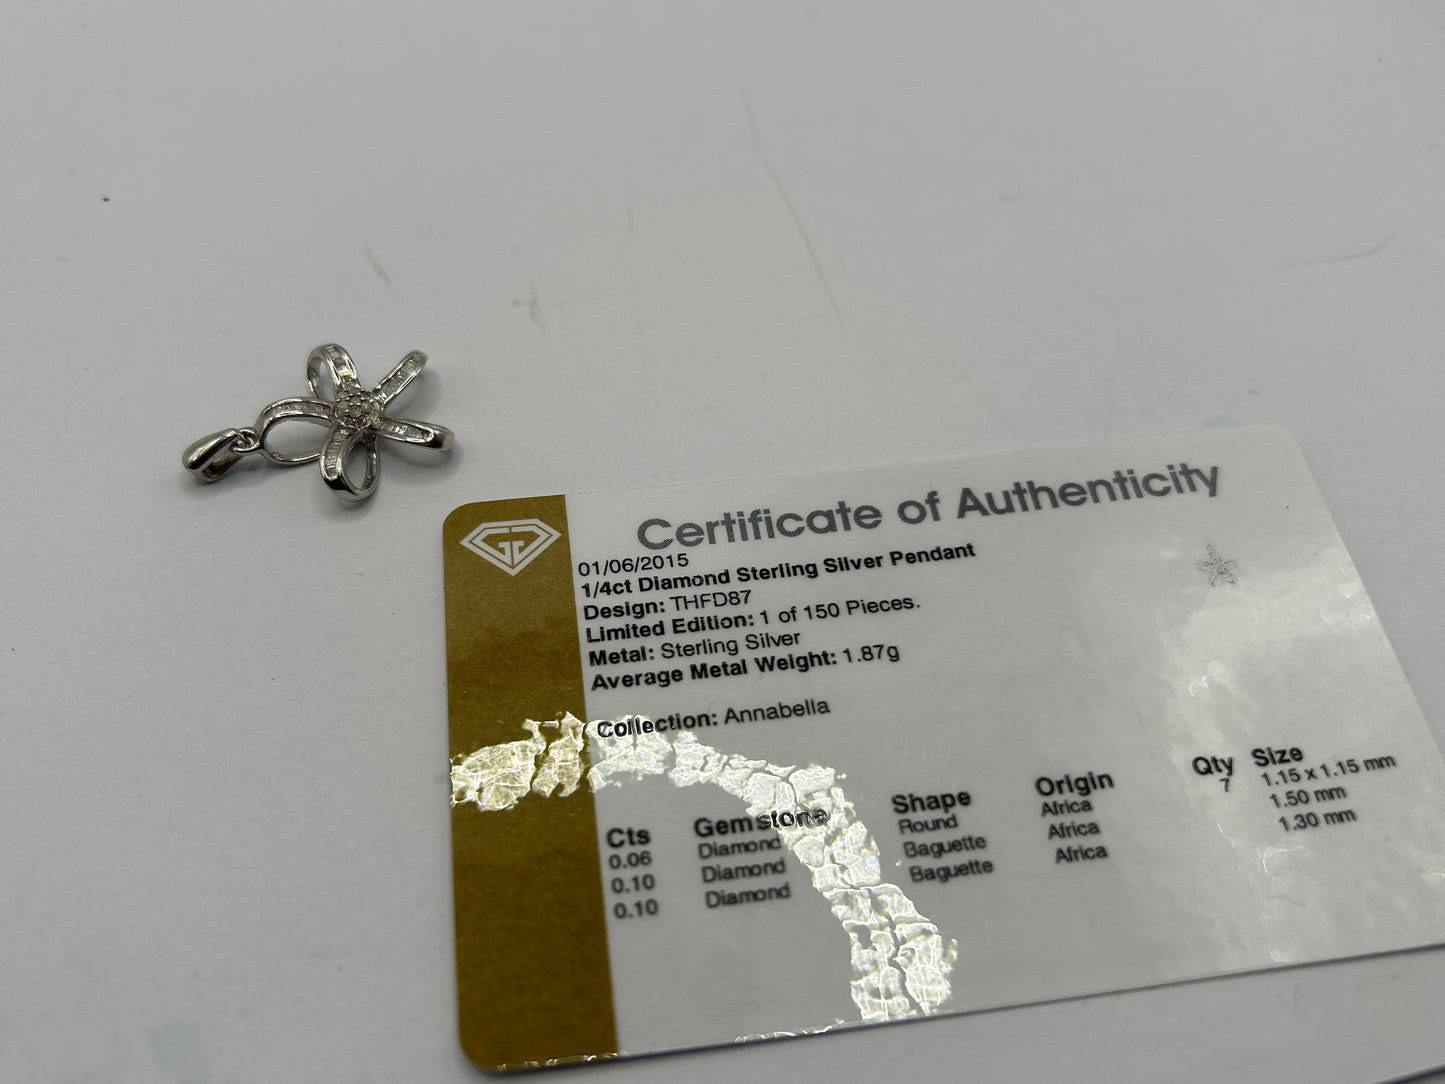 Certificate of Authenticity
01/06/2015
1/4ct Diamond Sterling Silver Pendant
Design: THFD87
Limited Edition: 1 of 150 Pieces.
Metal: Sterling Silver
Average Metal Weight: 1.87g
Collection: Annabella
Cts Gemstone Shape Origin Qty Size
0.06 Diamond Round Africa 7 1.15 x 1.15 mm
0.10 Diamond Baguette Africa 1.50 mm
0.10 Diamond Baguette Africa 1.30 mm